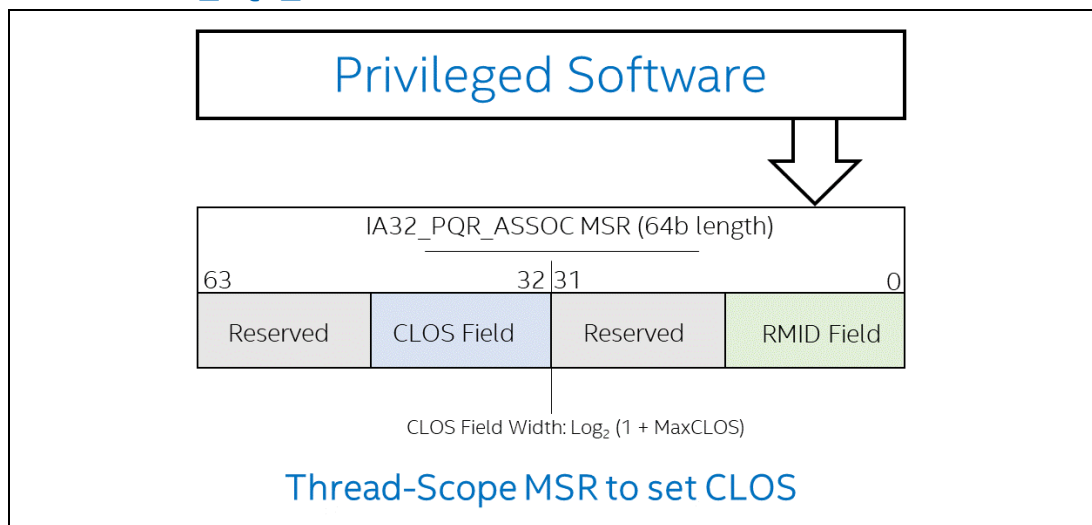 Privileged Software
IA32_PQR_ASSOC MSR (64b length)
63 32 31 0
Reserved CLOS Field Reserved RMID Field
CLOS Field Width: Log₂ (1 + MaxCLOS)
Thread-Scope MSR to set CLOS